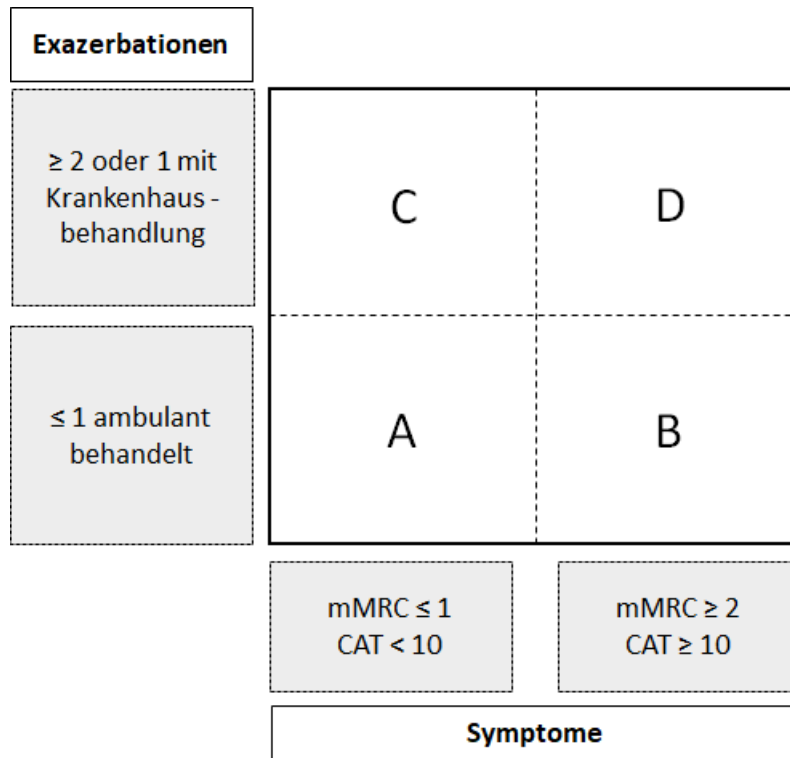 Exazerbationen
≥ 2 oder 1 mit
Krankenhaus -
behandlung
C
D
≤ 1 ambulant
behandelt
A
B
mMRC ≤ 1
CAT < 10
mMRC ≥ 2
CAT ≥ 10
Symptome